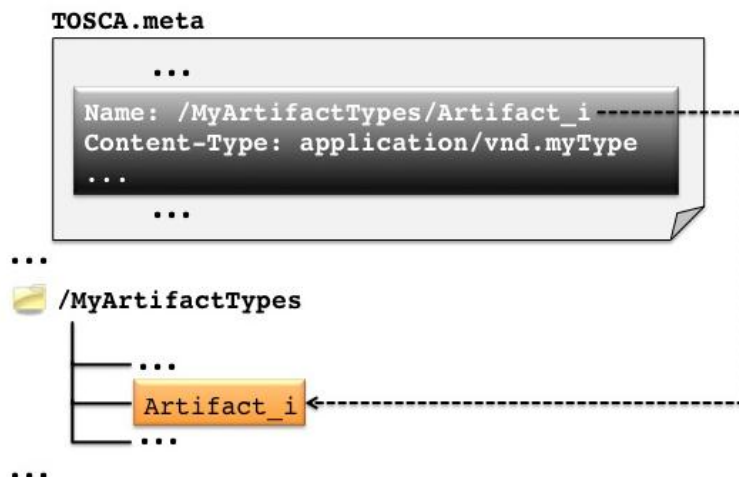 TOSCA.meta
...
Name: /MyArtifactTypes/Artifact_i
Content-Type: application/vnd.myType
...
...
...
/MyArtifactTypes
...
Artifact_i
...
...